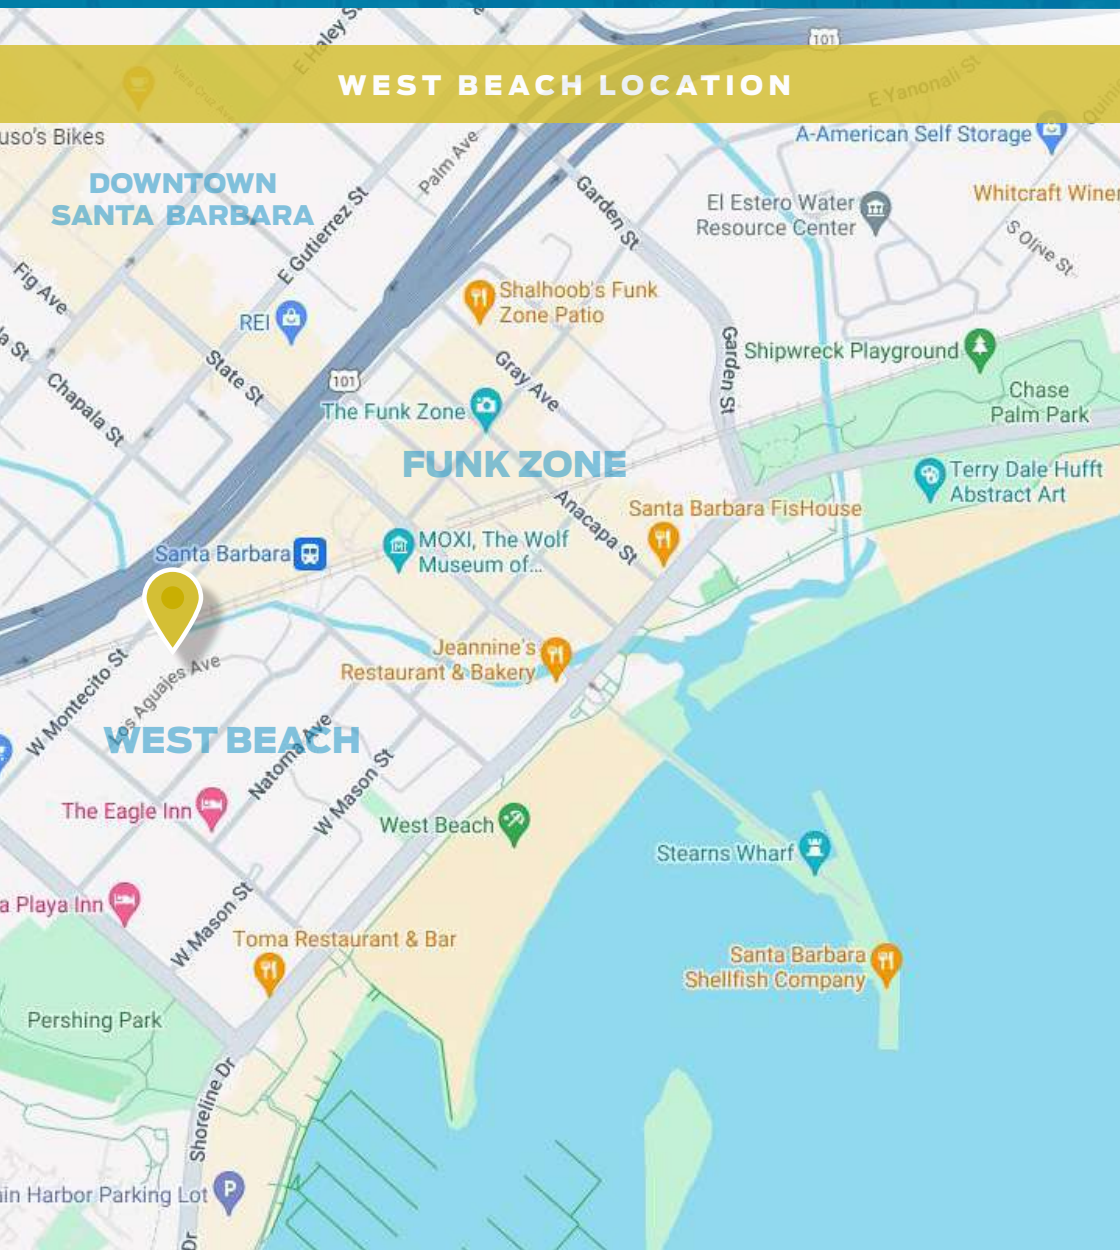 E Haley St
101
WEST BEACH LOCATION
E Yanonali St
uso's Bikes
Palm Ave
A-American Self Storage
DOWNTOWN
SANTA BARBARA
Garden St
El Estero Water
Resource Center
Whitcraft Winer
S Olive St
E Gutierrez St
Fig Ave
REI
Shalhoob's Funk
Zone Patio
la St
State St
101
Gray Ave
Garden St
Shipwreck Playground
Chapala St
The Funk Zone
Chase
Palm Park
FUNK ZONE
Terry Dale Hufft
Abstract Art
Anacapa St
Santa Barbara FisHouse
Santa Barbara
MOXI, The Wolf
Museum of...
Jeannine's
Restaurant & Bakery
W Montecito St
Los Aguajes Ave
WEST BEACH
Natoma Ave
W Mason St
The Eagle Inn
West Beach
Stearns Wharf
a Playa Inn
W Mason St
Toma Restaurant & Bar
Santa Barbara
Shellfish Company
Pershing Park
Shoreline Dr
in Harbor Parking Lot
P
Dr